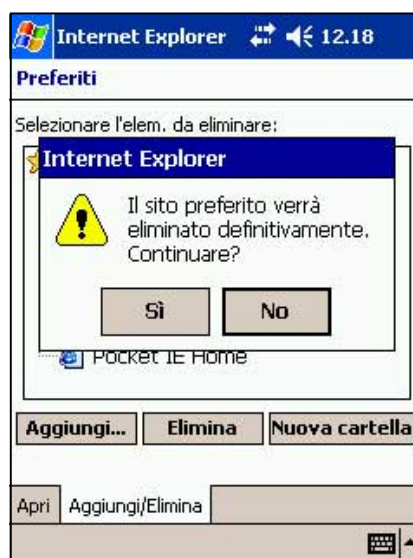 Internet Explorer 12.18
Preferiti
Selezionare l'elem. da eliminare:
Internet Explorer
Il sito preferito verrà
eliminato definitivamente.
Continuare?
Sì No
Pocket IE Home
Aggiungi... Elimina Nuova cartella
Apri Aggiungi/Elimina